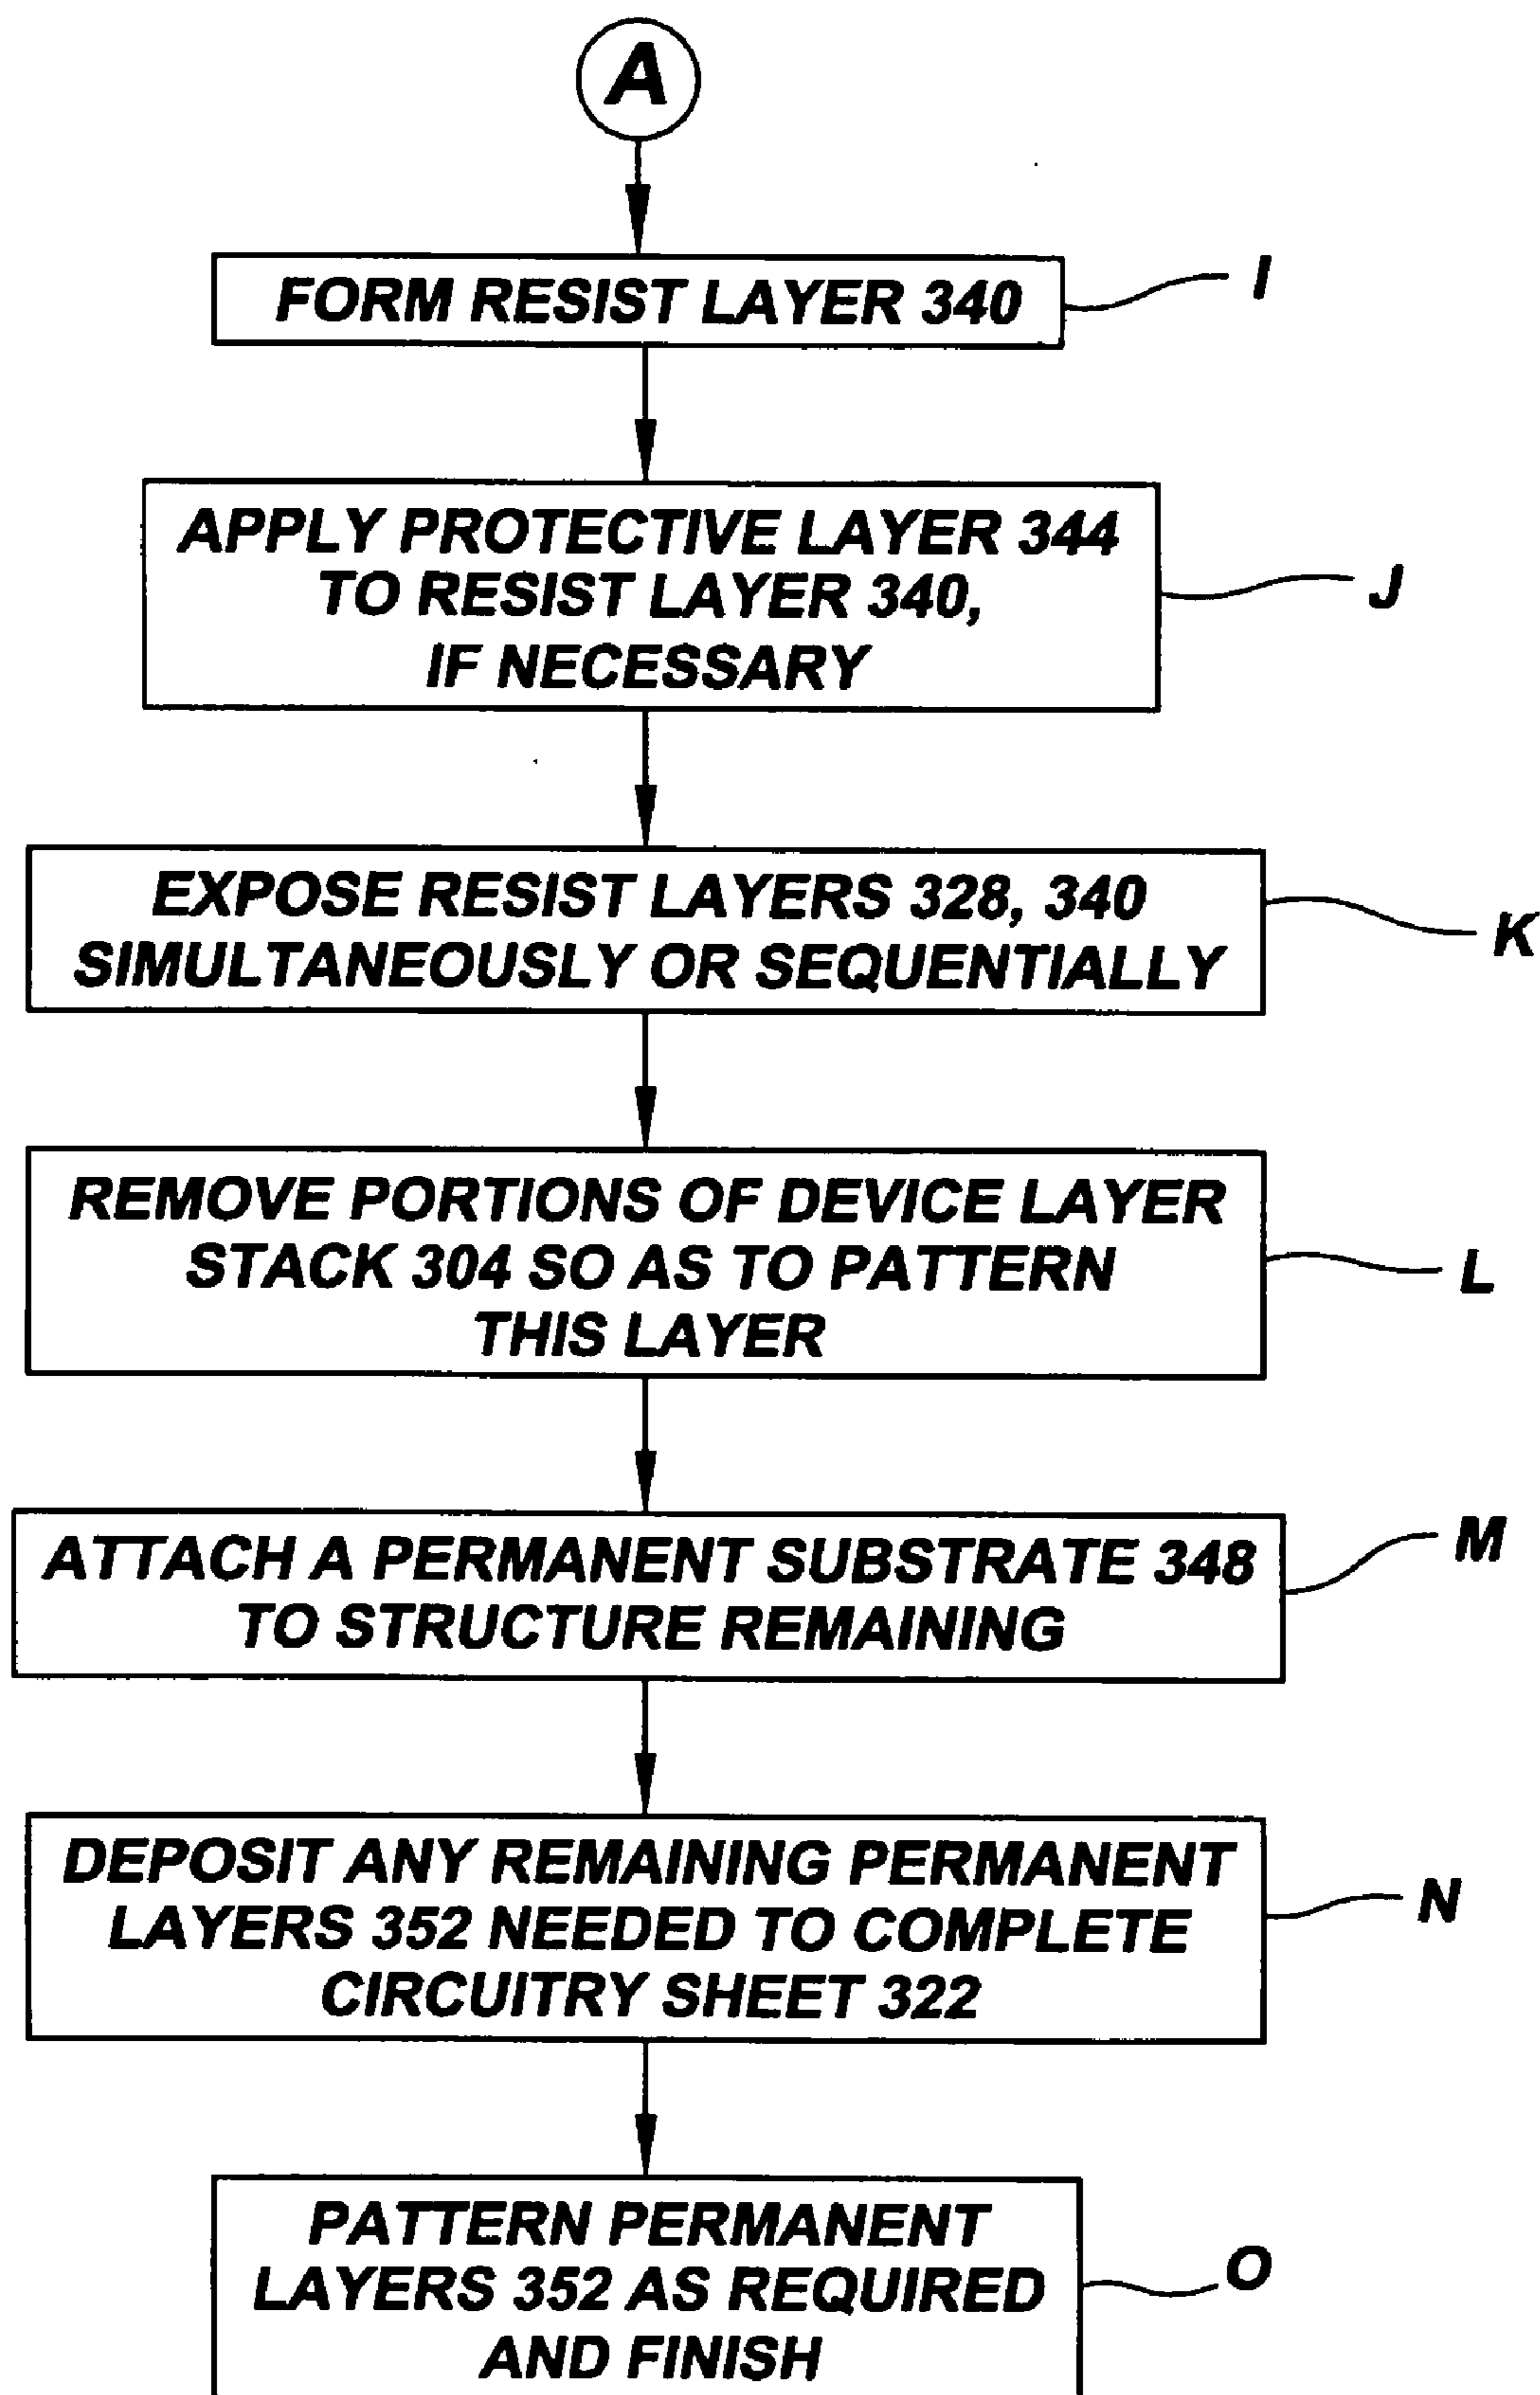 A
FORM RESIST LAYER 340
I
APPLY PROTECTIVE LAYER 344
TO RESIST LAYER 340,
IF NECESSARY
J
EXPOSE RESIST LAYERS 328, 340
SIMULTANEOUSLY OR SEQUENTIALLY
K
REMOVE PORTIONS OF DEVICE LAYER
STACK 304 SO AS TO PATTERN
THIS LAYER
L
ATTACH A PERMANENT SUBSTRATE 348
TO STRUCTURE REMAINING
M
DEPOSIT ANY REMAINING PERMANENT
LAYERS 352 NEEDED TO COMPLETE
CIRCUITRY SHEET 322
N
PATTERN PERMANENT
LAYERS 352 AS REQUIRED
AND FINISH
O